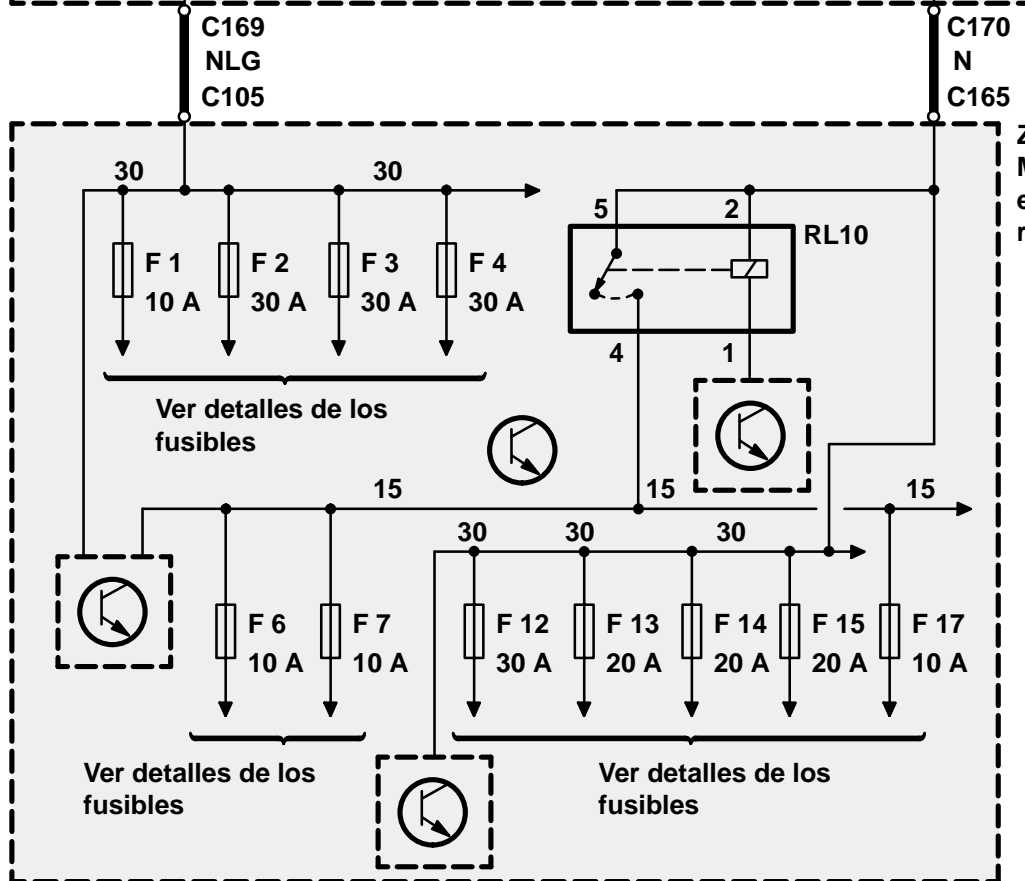 C169
NLG
C105
C170
N
C165
30
30
5
2
RL10
F 1
10 A
F 2
30 A
F 3
30 A
F 4
30 A
4
1
Ver detalles de los
fusibles
15
15
15
30
30
30
F 6
10 A
F 7
10 A
F 12
30 A
F 13
20 A
F 14
20 A
F 15
20 A
F 17
10 A
Ver detalles de los
fusibles
Ver detalles de los
fusibles